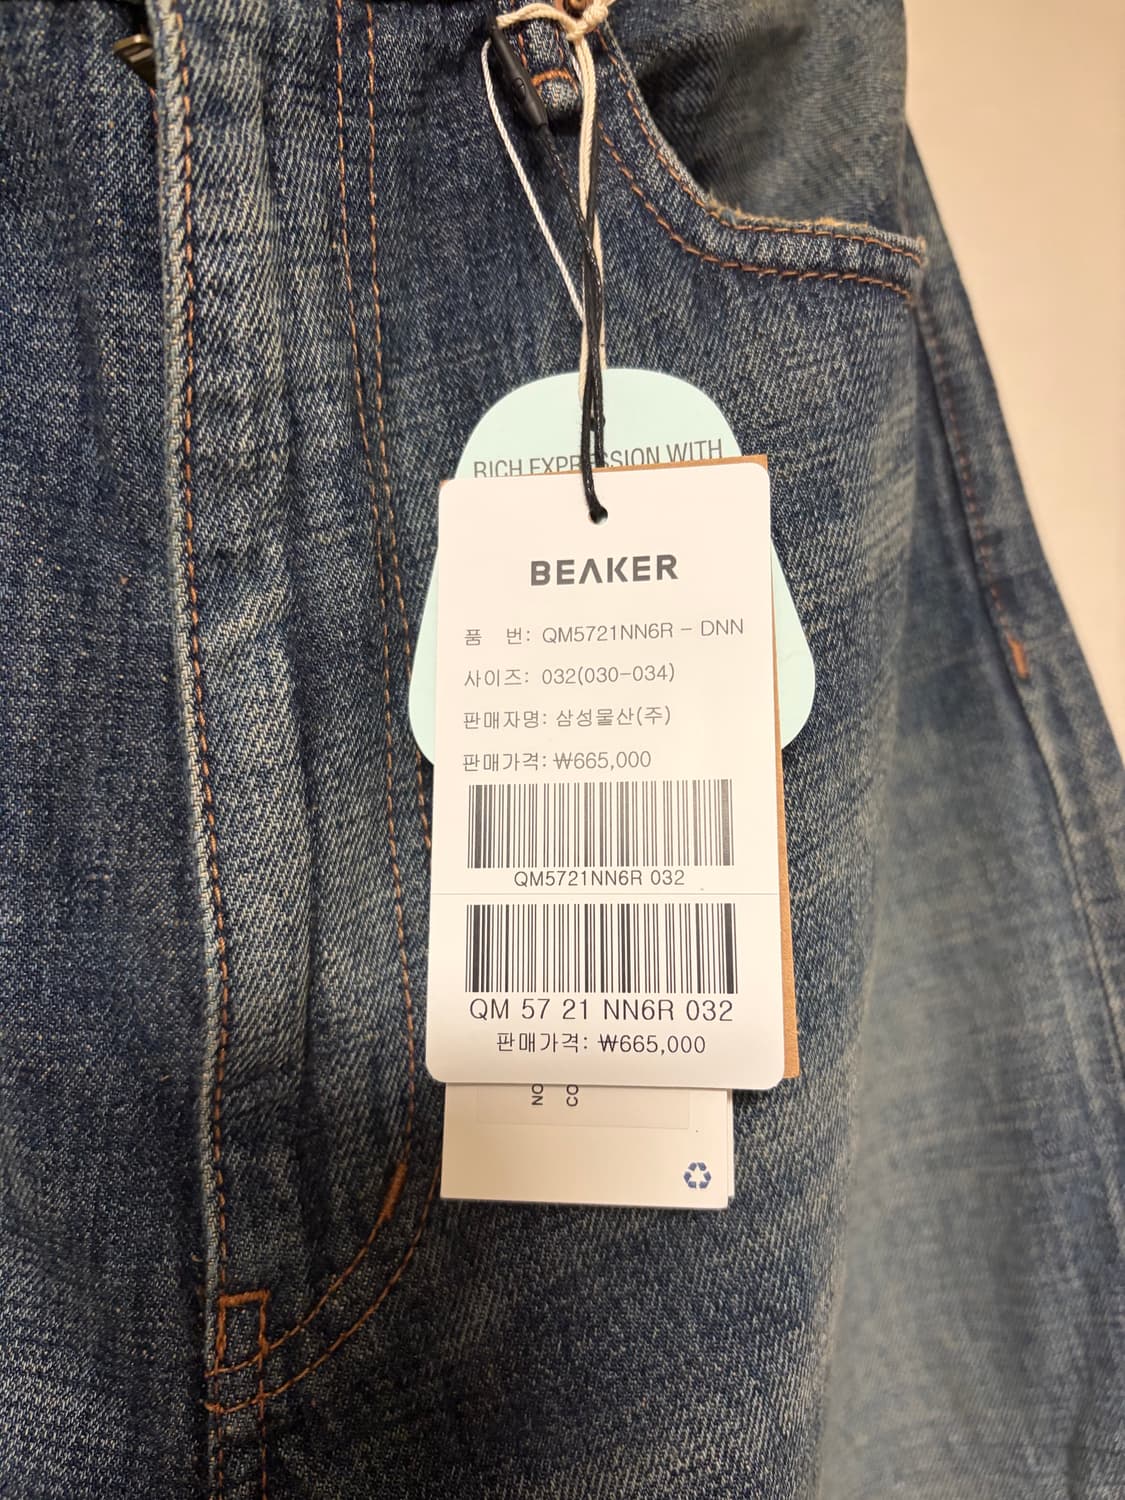 RICH EXPRESSION WITH
BEAKER
품 번: QM5721NN6R - DNN
사이즈: 032(030-034)
판매자명: 삼성물산(주)
판매가격: ₩665,000
QM5721NN6R 032
QM 57 21 NN6R 032
판매가격: ₩665,000
NO
CO